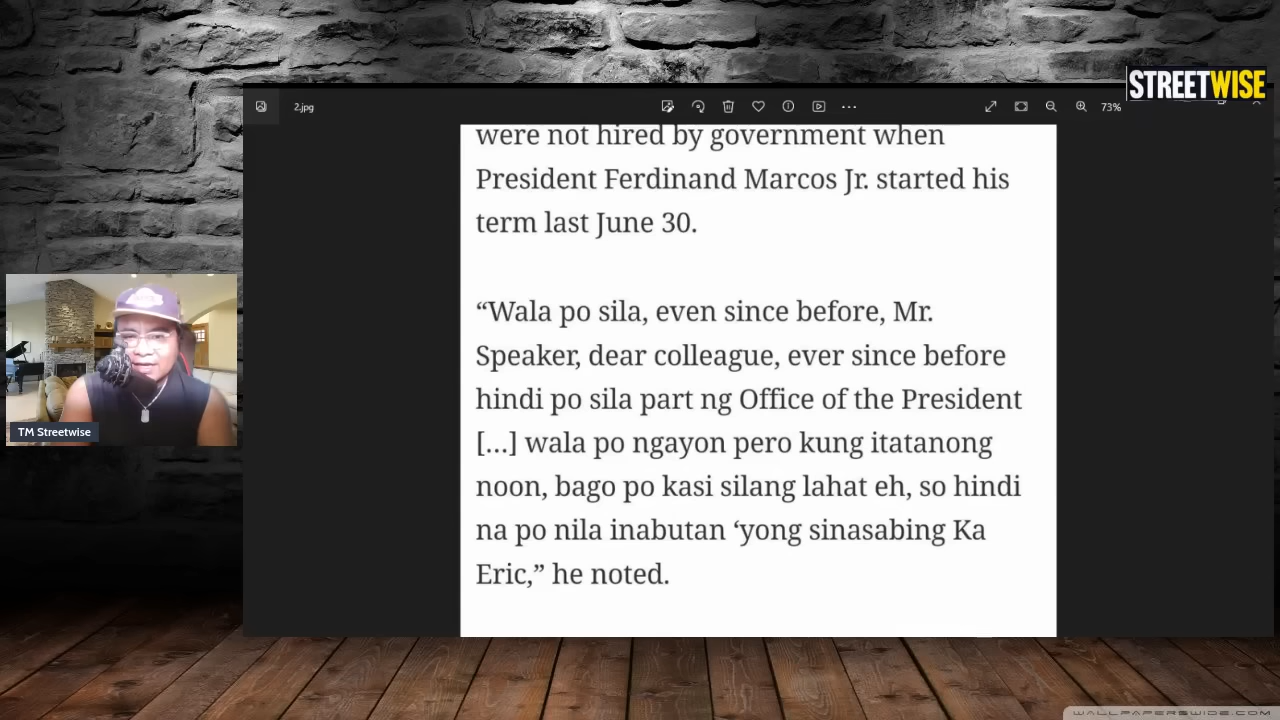 STREETWISE
2.jpg
73%
were not hired by government when
President Ferdinand Marcos Jr. started his
term last June 30.
“Wala po sila, even since before, Mr.
Speaker, dear colleague, ever since before
hindi po sila part ng Office of the President
[...] wala po ngayon pero kung itatanong
noon, bago po kasi silang lahat eh, so hindi
na po nila inabutan ‘yong sinasabing Ka
Eric,” he noted.
TM Streetwise
WALLPAPERSWIDE.COM